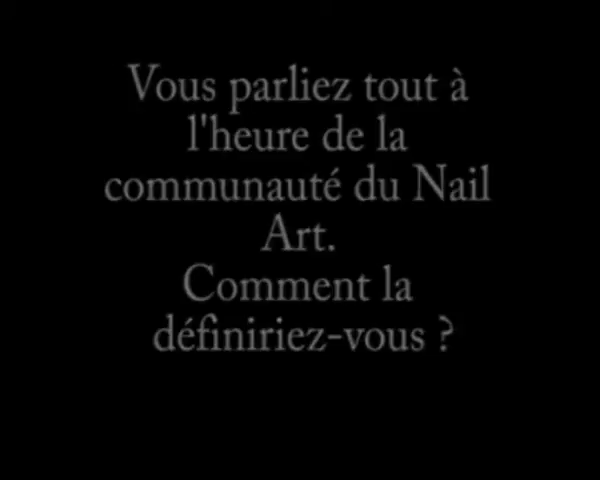 Vous parliez tout à
l'heure de la
communauté du Nail
Art.
Comment la
définiriez-vous ?